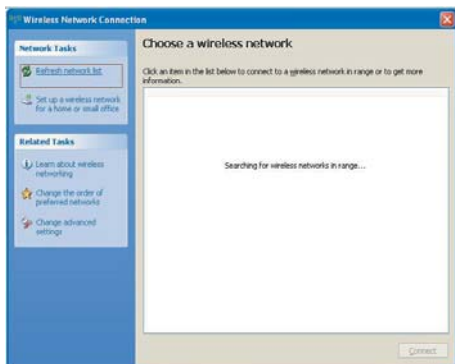 Wireless Network Connection
Network Tasks
Refresh network list
Set up a wireless network
for a home or small office
Related Tasks
Learn about wireless
networking
Change the order of
preferred networks
Change advanced
settings
Choose a wireless network
Click an item in the list below to connect to a wireless network in range or to get more
information.
Searching for wireless networks in range...
Connect